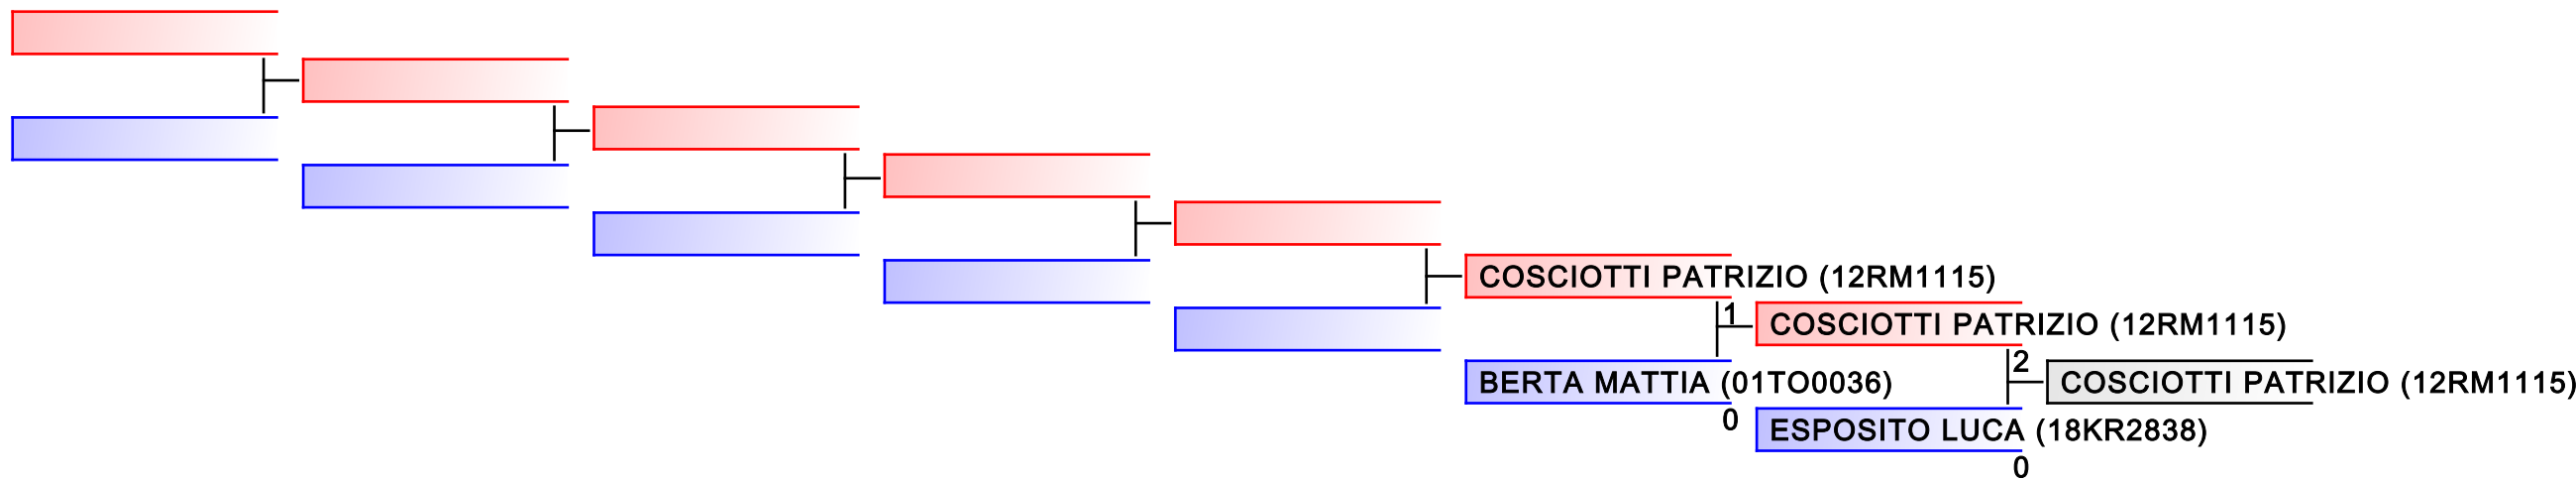 COSCIOTTI PATRIZIO (12RM1115)
1
COSCIOTTI PATRIZIO (12RM1115)
2
BERTA MATTIA (01TO0036)
COSCIOTTI PATRIZIO (12RM1115)
0
ESPOSITO LUCA (18KR2838)
0